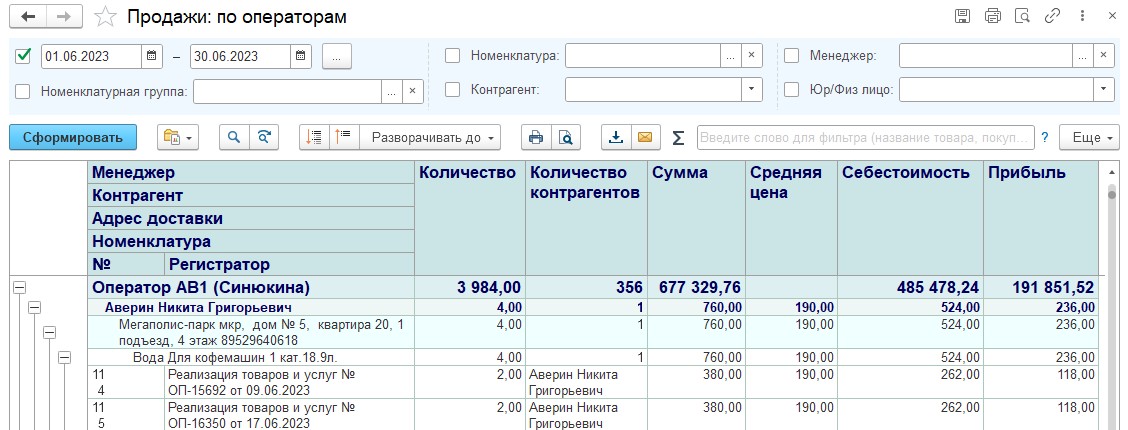 Продажи: по операторам
01.06.2023 – 30.06.2023 ...
Номенклатура: ... ×
Менеджер: ... ×
Номенклатурная группа: ... ×
Контрагент:
Юр/Физ лицо:
Сформировать
Разворачивать до
Σ
Введите слово для фильтра (название товара, покуп...
?
Еще
Менеджер
Контрагент
Адрес доставки
Номенклатура
№ Регистратор
Количество
Количество
контрагентов
Сумма
Средняя
цена
Себестоимость
Прибыль
Оператор АВ1 (Синюкина) 3 984,00 356 677 329,76 485 478,24 191 851,52
Аверин Никита Григорьевич 4,00 1 760,00 190,00 524,00 236,00
Мегаполис-парк мкр, дом № 5, квартира 20, 1 4,00 1 760,00 190,00 524,00 236,00
подъезд, 4 этаж 89529640618
Вода Для кофемашин 1 кат.18.9л. 4,00 1 760,00 190,00 524,00 236,00
11 Реализация товаров и услуг № 2,00 Аверин Никита 380,00 190,00 262,00 118,00
4 ОП-15692 от 09.06.2023 Григорьевич
11 Реализация товаров и услуг № 2,00 Аверин Никита 380,00 190,00 262,00 118,00
5 ОП-16350 от 17.06.2023 Григорьевич